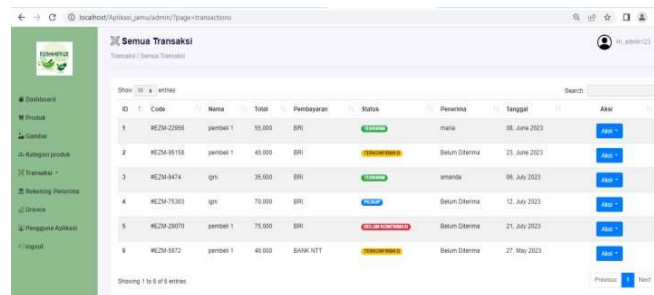 localhost/Aplikasi_jamu/admin/?page=transactions
ECOMMERCE
Semua Transaksi
Transaksi / Semua Transaksi
Hi, admin123
Dashboard
Produk
Gambar
Kategori produk
Transaksi
Rekening Penerima
Drivers
Pengguna Aplikasi
logout
Show 10 entries
Search:
ID Code Nama Total Pembayaran Status Penerima Tanggal Aksi
1 #EZM-22956 pembeli 1 55,000 BRI TERKIRIM maria 08, June 2023 Aksi
2 #EZM-95158 pembeli 1 40,000 BRI TERKONFIRMASI Belum Diterima 23, June 2023 Aksi
3 #EZM-9474 igni 35,000 BRI TERKIRIM amanda 06, July 2023 Aksi
4 #EZM-75303 igni 70,000 BRI PICKUP Belum Diterima 12, July 2023 Aksi
5 #EZM-26070 pembeli 1 75,000 BRI BELUM KONFIRMASI Belum Diterima 21, July 2023 Aksi
6 #EZM-5972 pembeli 1 40,000 BANK NTT TERKONFIRMASI Belum Diterima 27, May 2023 Aksi
Showing 1 to 6 of 6 entries
Previous 1 Next